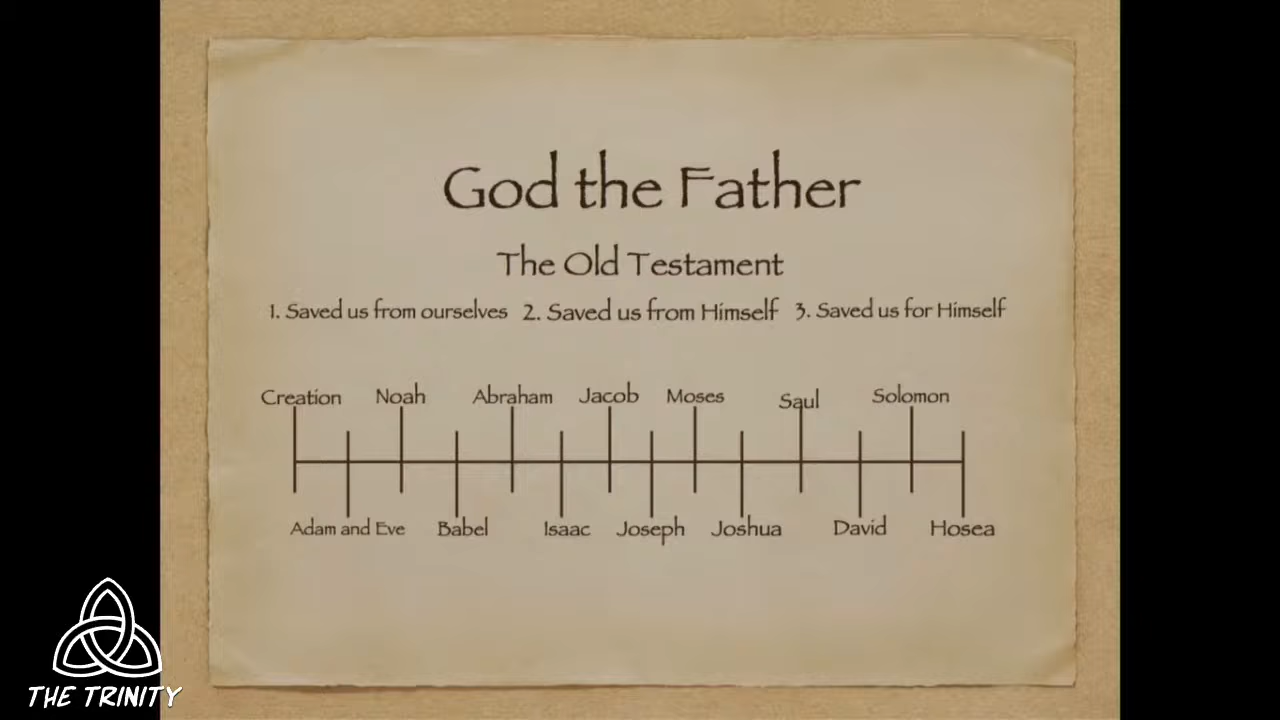 God the Father
The Old Testament
1. Saved us from ourselves 2. Saved us from Himself 3. Saved us for Himself
Creation Noah Abraham Jacob Moses Saul Solomon
Adam and Eve Babel Isaac Joseph Joshua David Hosea
THE TRINITY